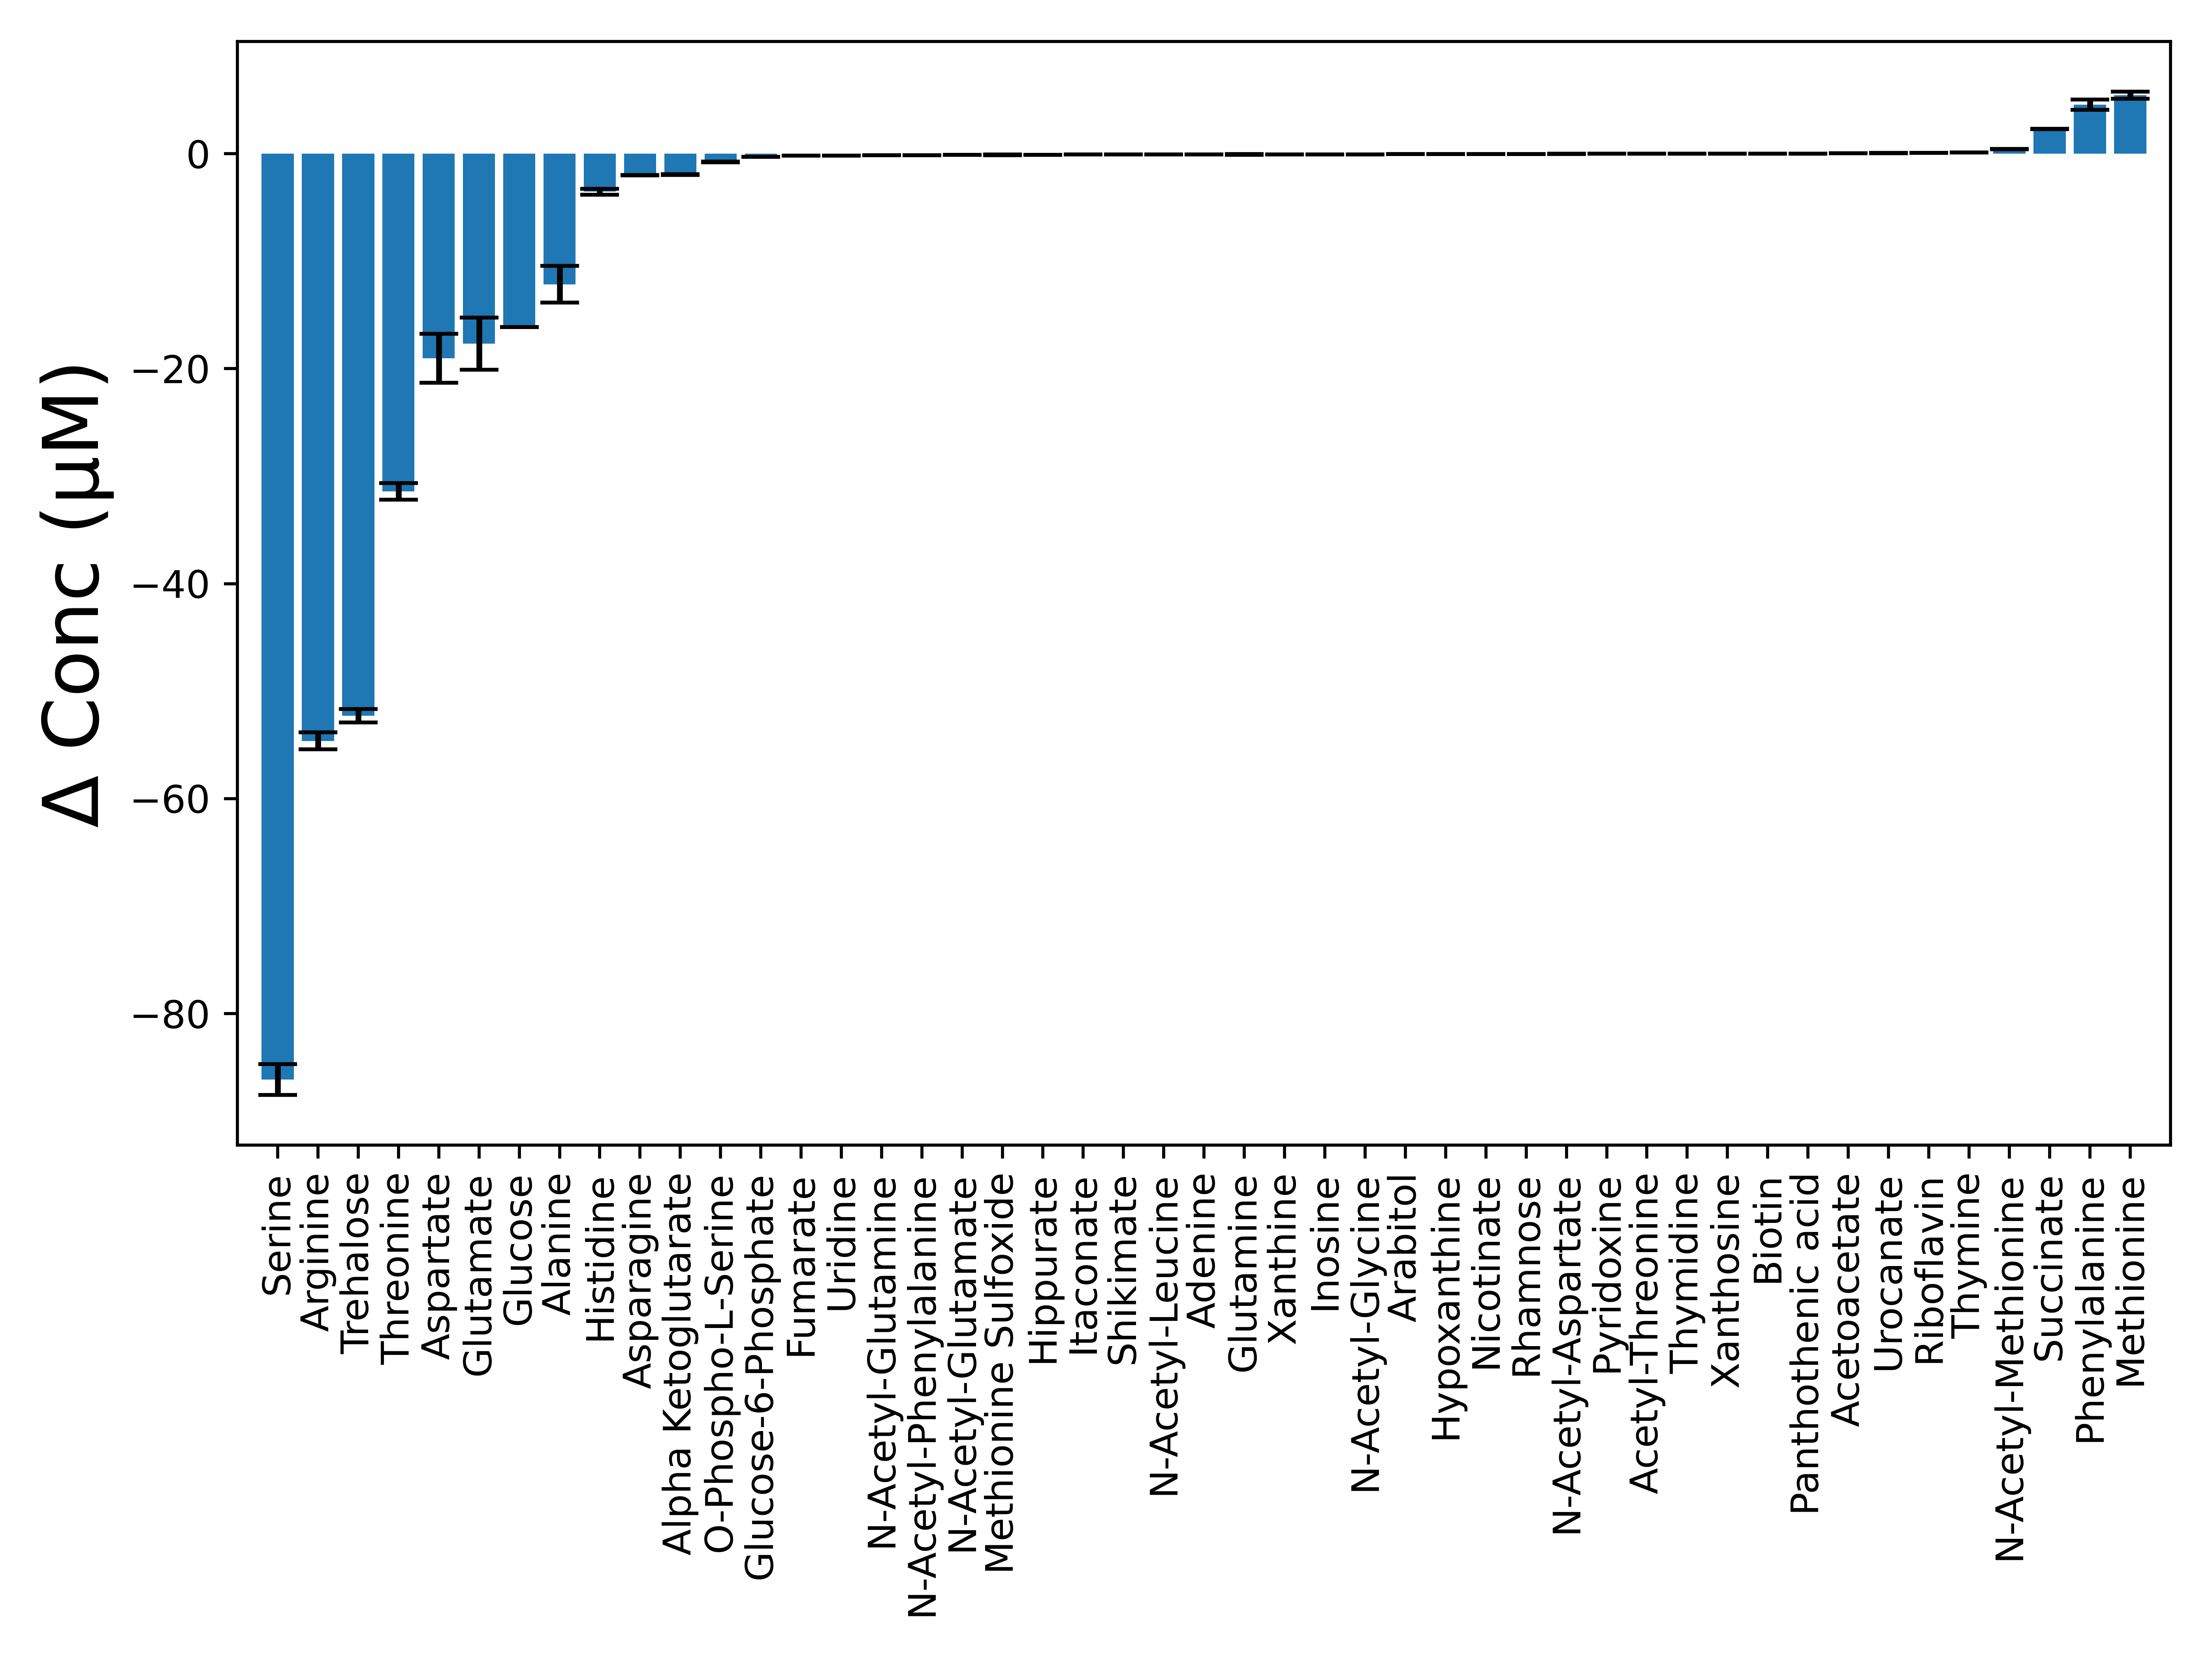 Δ Conc (μM)
0
−20
−40
−60
−80
Serine
Arginine
Trehalose
Threonine
Aspartate
Glutamate
Glucose
Alanine
Histidine
Asparagine
Alpha Ketoglutarate
O-Phospho-L-Serine
Glucose-6-Phosphate
Fumarate
Uridine
N-Acetyl-Glutamine
N-Acetyl-Phenylalanine
N-Acetyl-Glutamate
Methionine Sulfoxide
Hippurate
Itaconate
Shikimate
N-Acetyl-Leucine
Adenine
Glutamine
Xanthine
Inosine
N-Acetyl-Glycine
Arabitol
Hypoxanthine
Nicotinate
Rhamnose
N-Acetyl-Aspartate
Pyridoxine
Acetyl-Threonine
Thymidine
Xanthosine
Biotin
Panthothenic acid
Acetoacetate
Urocanate
Riboflavin
Thymine
N-Acetyl-Methionine
Succinate
Phenylalanine
Methionine